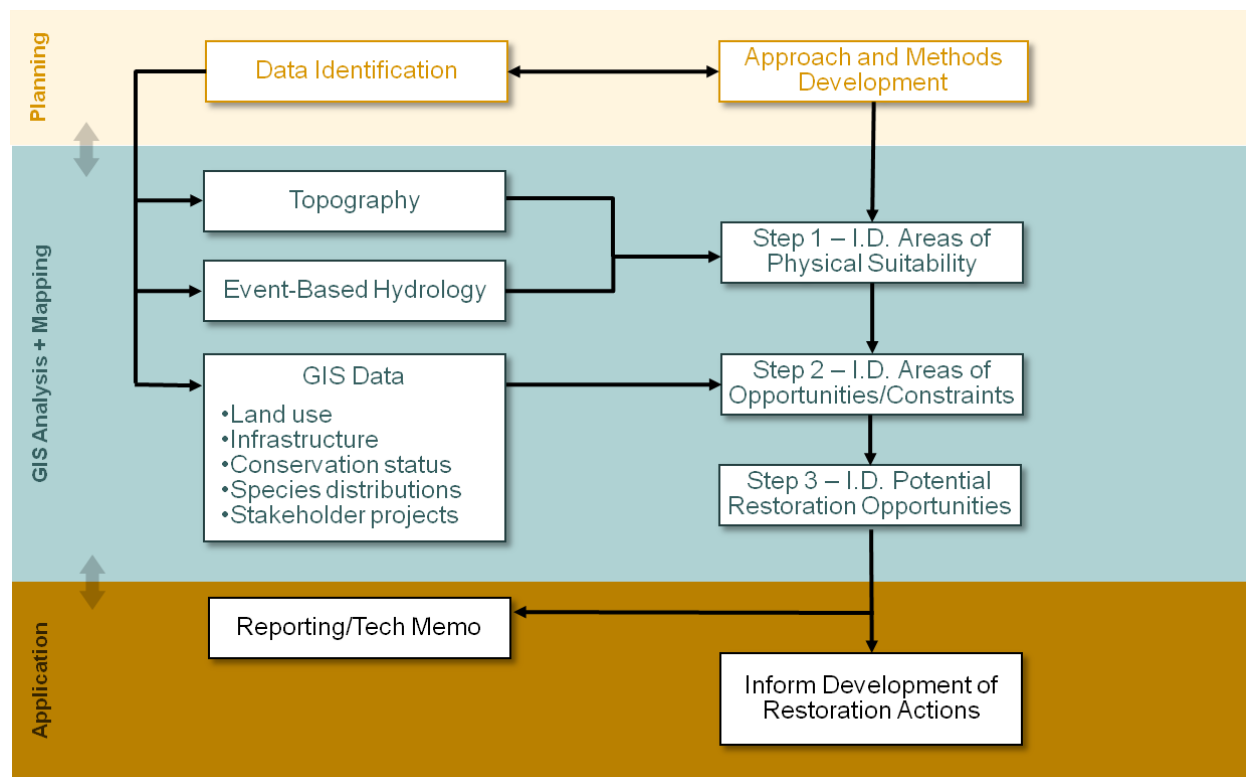 Planning
Data Identification
Approach and Methods
Development
GIS Analysis + Mapping
Topography
Event-Based Hydrology
Step 1 – I.D. Areas of
Physical Suitability
GIS Data
•Land use
•Infrastructure
•Conservation status
•Species distributions
•Stakeholder projects
Step 2 – I.D. Areas of
Opportunities/Constraints
Step 3 – I.D. Potential
Restoration Opportunities
Application
Reporting/Tech Memo
Inform Development of
Restoration Actions